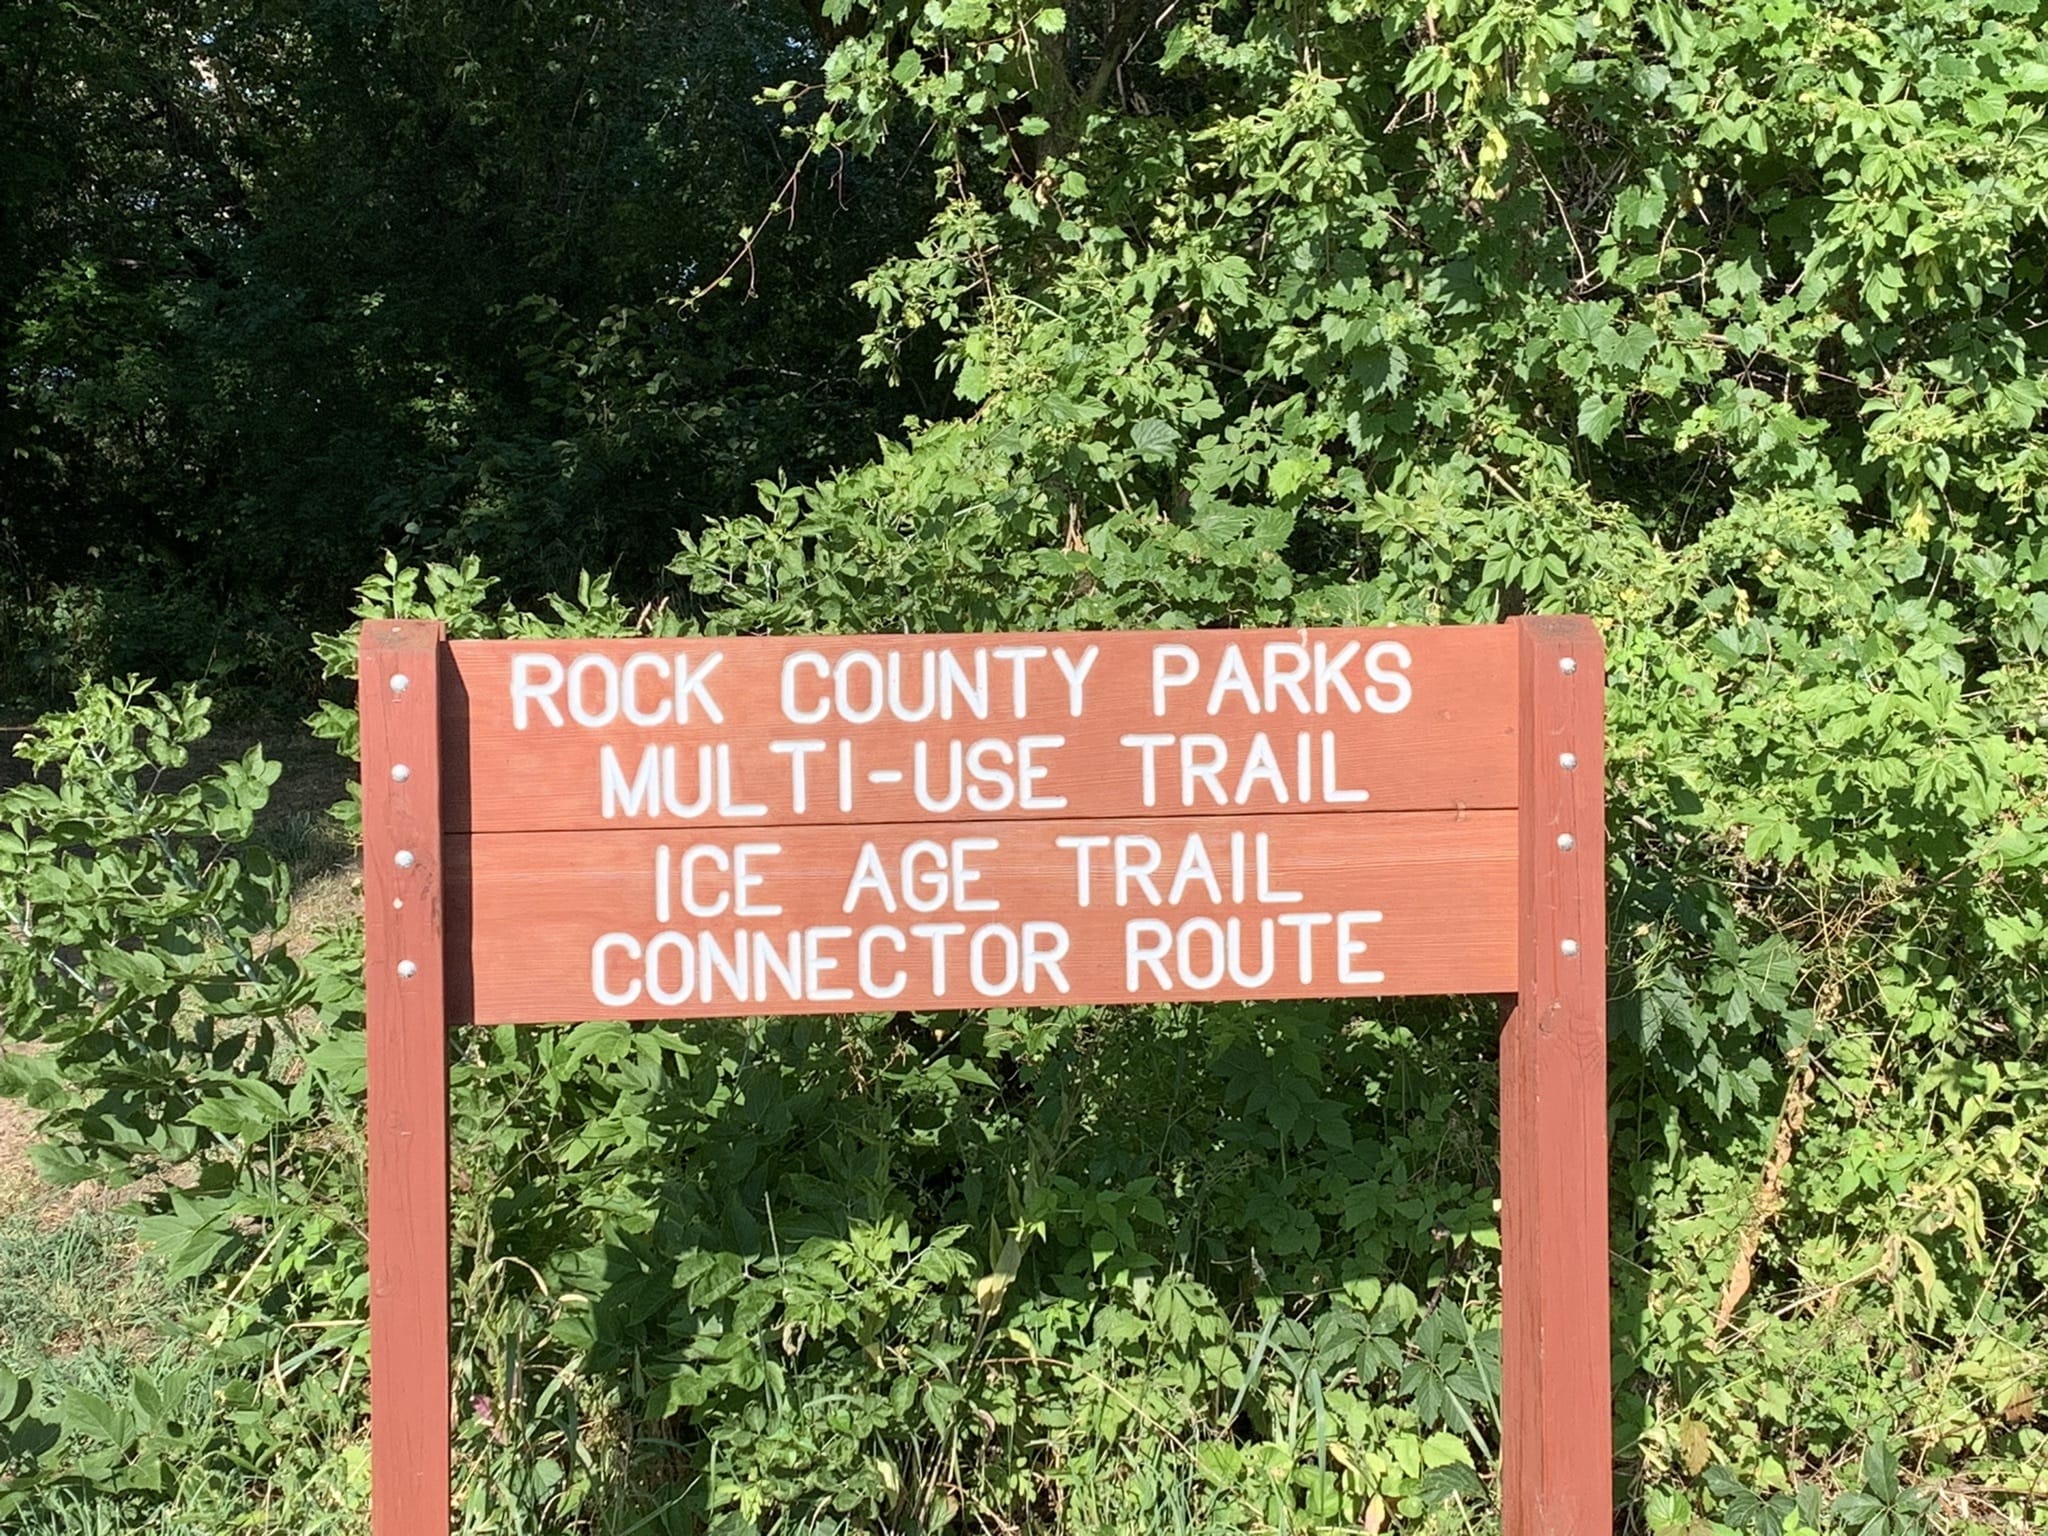 ROCK COUNTY PARKS
MULTI-USE TRAIL
ICE AGE TRAIL
CONNECTOR ROUTE